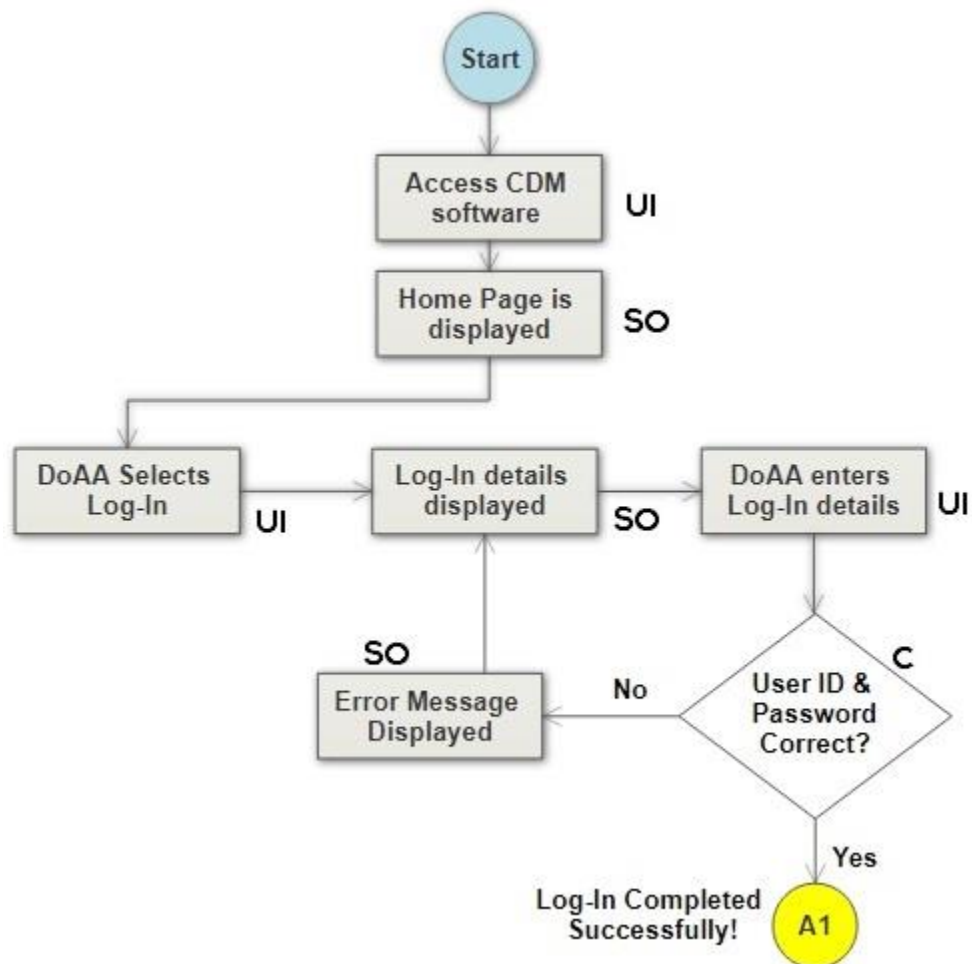 Start
Access CDM
software
UI
Home Page is
displayed
SO
DoAA Selects
Log-In
UI
Log-In details
displayed
SO
DoAA enters
Log-In details
UI
C
User ID &
Password
Correct?
No
SO
Error Message
Displayed
Yes
Log-In Completed
Successfully!
A1